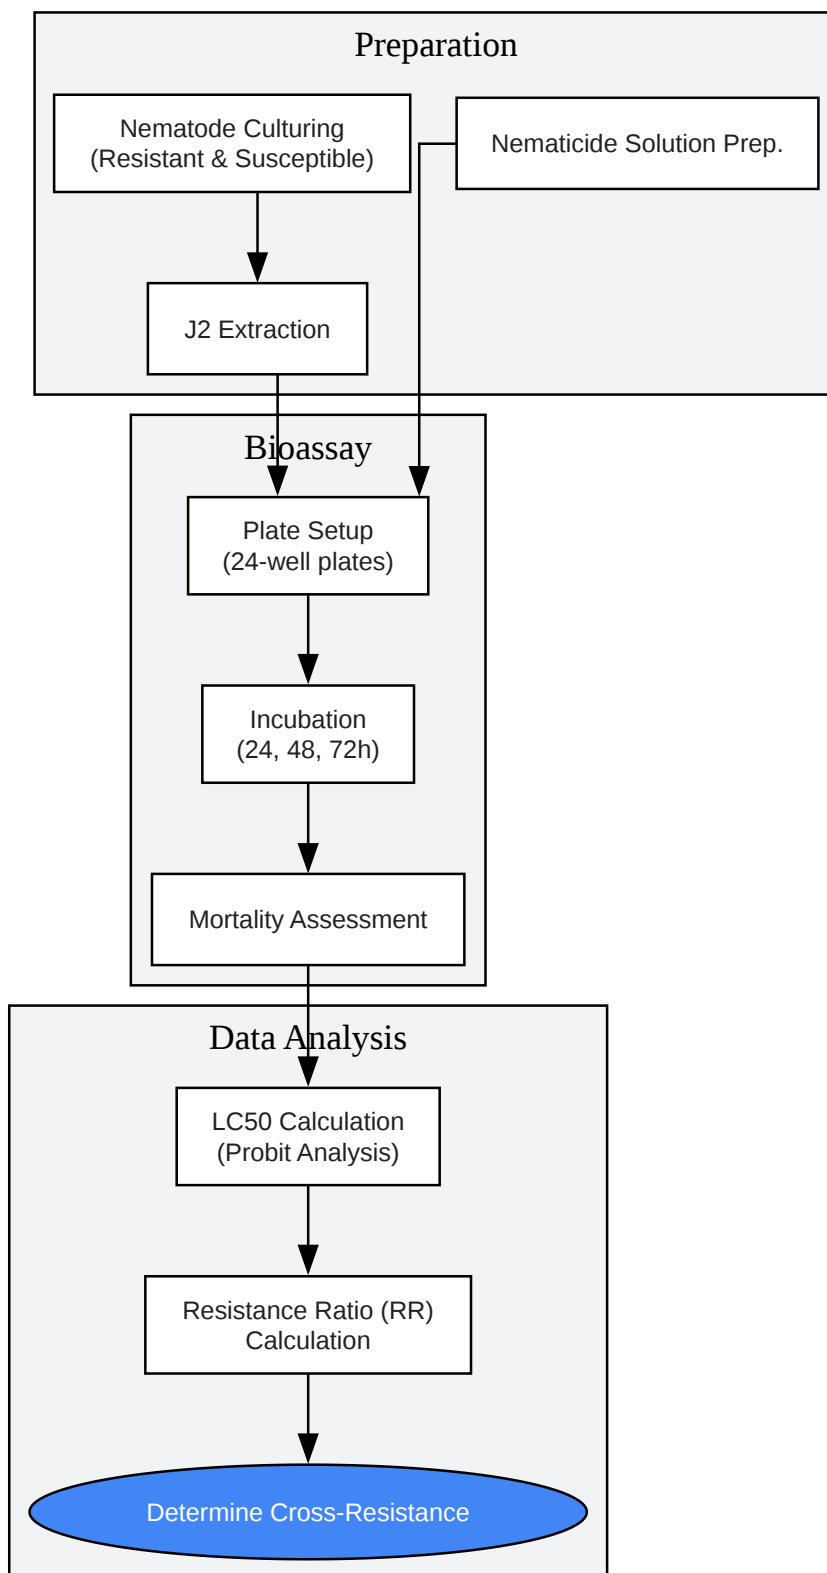 Preparation
Nematode Culturing
(Resistant & Susceptible)
Nematicide Solution Prep.
J2 Extraction
Bioassay
Plate Setup
(24-well plates)
Incubation
(24, 48, 72h)
Mortality Assessment
Data Analysis
LC50 Calculation
(Probit Analysis)
Resistance Ratio (RR)
Calculation
Determine Cross-Resistance